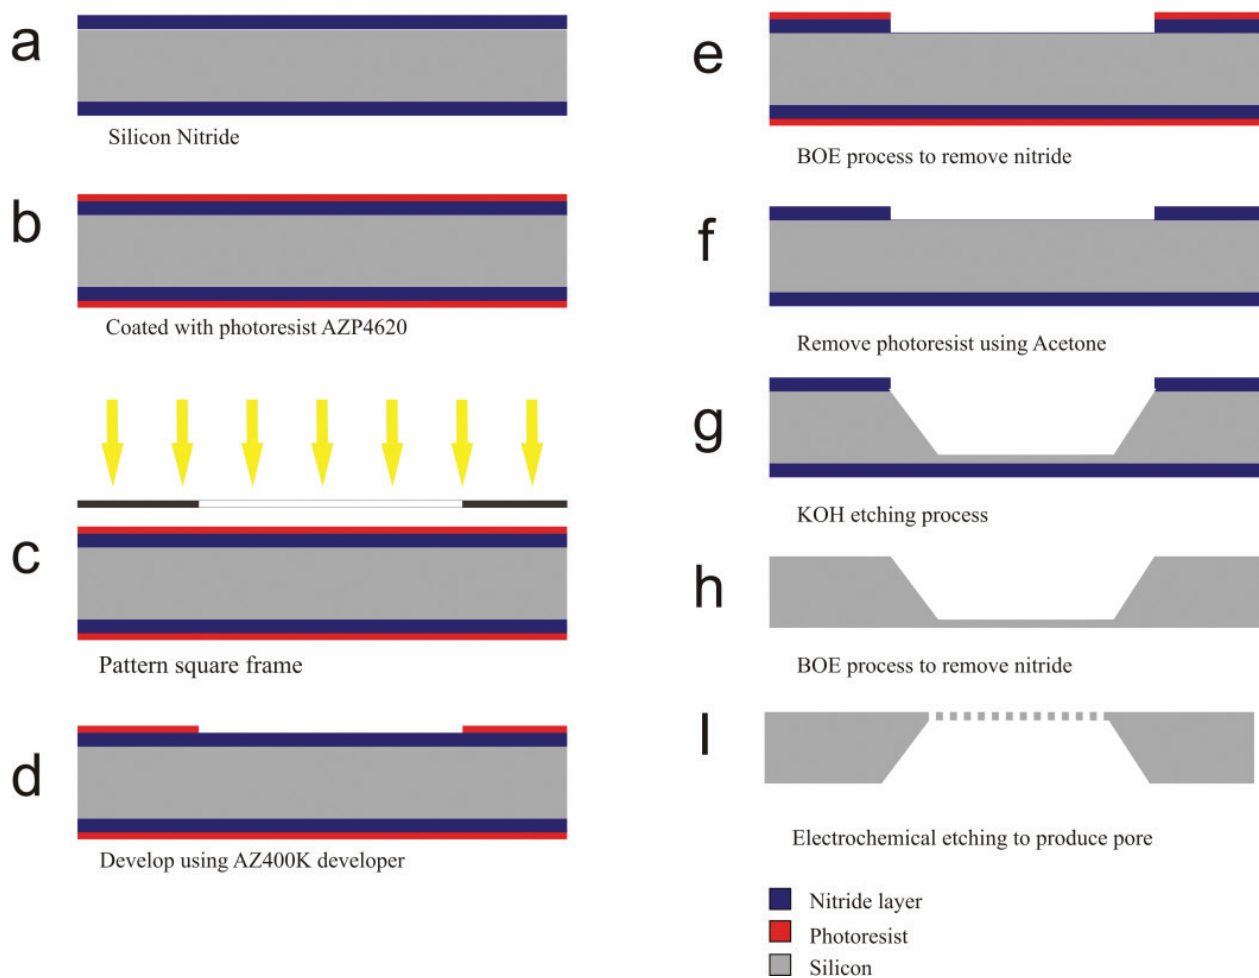 a
Silicon Nitride
b
Coated with photoresist AZP4620
c
Pattern square frame
d
Develop using AZ400K developer
e
BOE process to remove nitride
f
Remove photoresist using Acetone
g
KOH etching process
h
BOE process to remove nitride
I
Electrochemical etching to produce pore
Nitride layer
Photoresist
Silicon